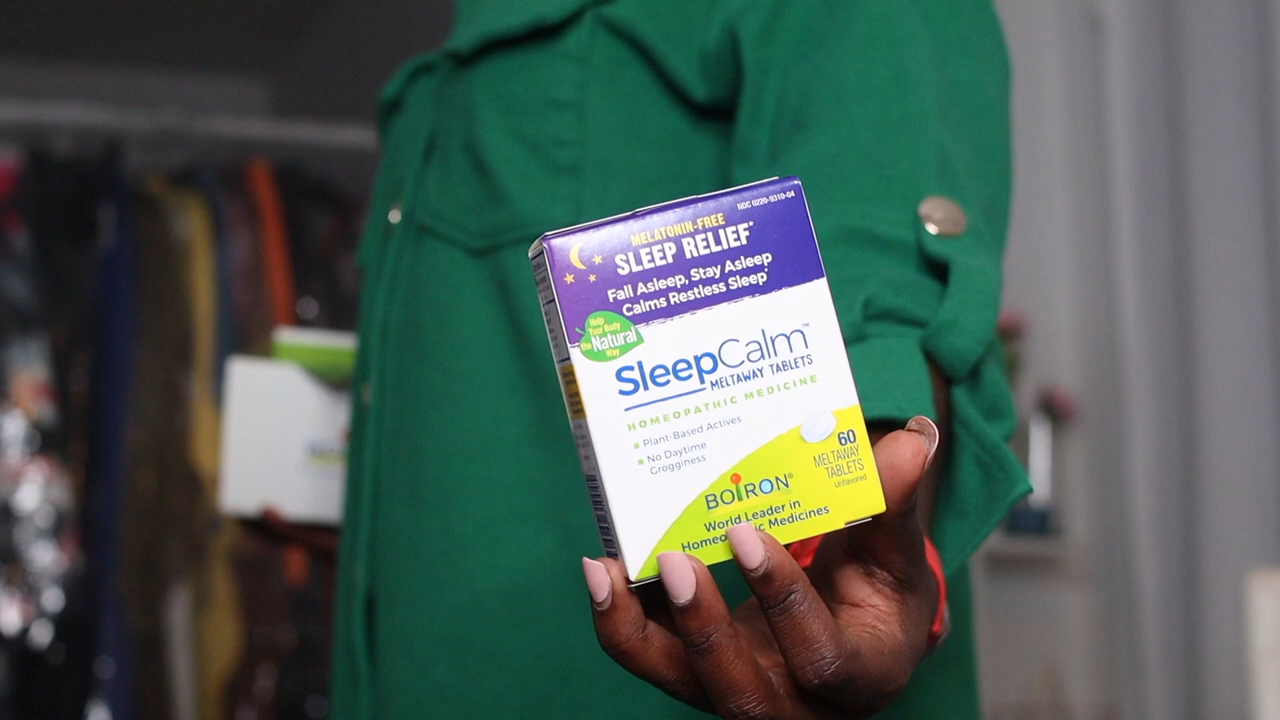 NDC 0220-9310-04
MELATONIN-FREE
SLEEP RELIEF*
Fall Asleep, Stay Asleep
Calms Restless Sleep*
Help
Your Body
the Natural
Way
SleepCalm™
MELTAWAY TABLETS
HOMEOPATHIC MEDICINE
Plant-Based Actives
No Daytime
Grogginess
60
MELTAWAY
TABLETS
Unflavored
BOIRON®
World Leader in
Medicines